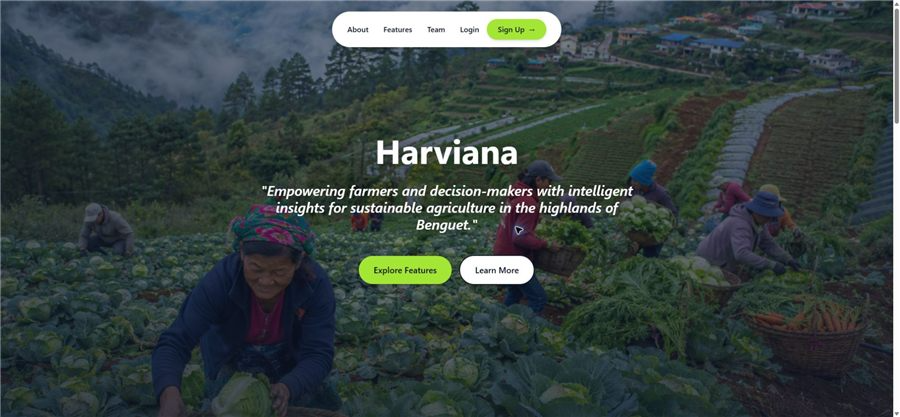 About Features Team Login Sign Up →
Harviana
"Empowering farmers and decision-makers with intelligent
insights for sustainable agriculture in the highlands of
Benguet."
Explore Features Learn More